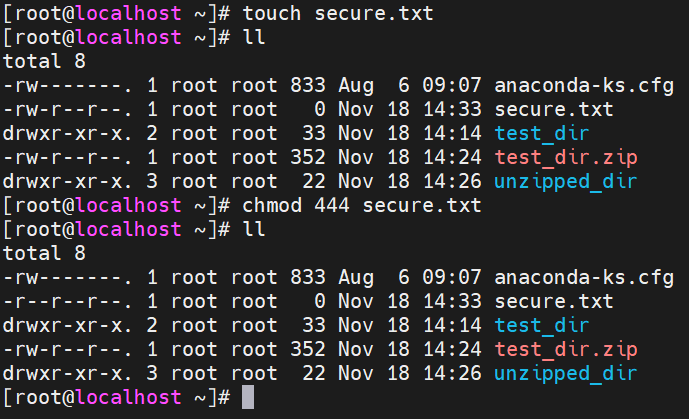 [root@localhost ~]# touch secure.txt
[root@localhost ~]# ll
total 8
-rw-------. 1 root root 833 Aug  6 09:07 anaconda-ks.cfg
-rw-r--r--. 1 root root   0 Nov 18 14:33 secure.txt
drwxr-xr-x. 2 root root  33 Nov 18 14:14 test_dir
-rw-r--r--. 1 root root 352 Nov 18 14:24 test_dir.zip
drwxr-xr-x. 3 root root  22 Nov 18 14:26 unzipped_dir
[root@localhost ~]# chmod 444 secure.txt
[root@localhost ~]# ll
total 8
-rw-------. 1 root root 833 Aug  6 09:07 anaconda-ks.cfg
-r--r--r--. 1 root root   0 Nov 18 14:33 secure.txt
drwxr-xr-x. 2 root root  33 Nov 18 14:14 test_dir
-rw-r--r--. 1 root root 352 Nov 18 14:24 test_dir.zip
drwxr-xr-x. 3 root root  22 Nov 18 14:26 unzipped_dir
[root@localhost ~]#